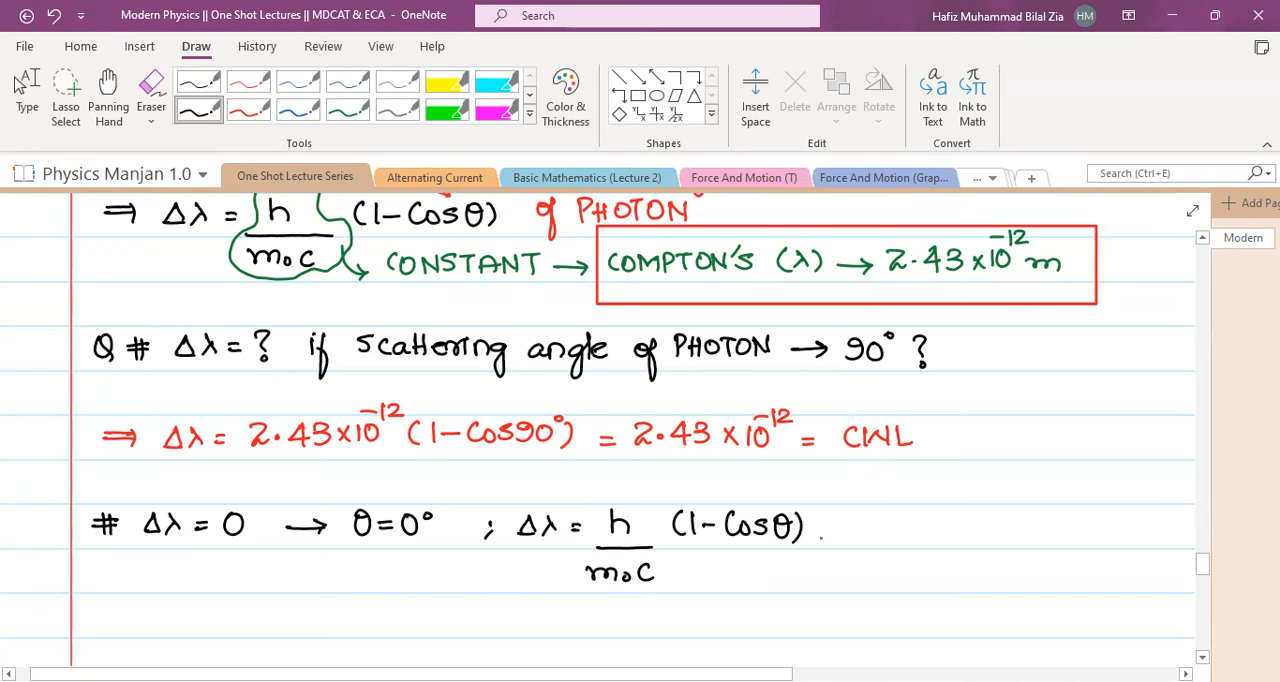 Modern Physics || One Shot Lectures || MDCAT & ECA - OneNote
Search
Hafiz Muhammad Bilal Zia HM
File Home Insert Draw History Review View Help
Type Lasso Select Panning Hand Eraser Color & Thickness Insert Space Delete Arrange Rotate Ink to Text Ink to Math
Tools Shapes Edit Convert
Physics Manjan 1.0 One Shot Lecture Series Alternating Current Basic Mathematics (Lecture 2) Force And Motion (T) Force And Motion (Grap... ... Search (Ctrl+E)
Add Pag
Modern
⇒ Δλ = h/m₀c (1-Cosθ) of PHOTON
CONSTANT → COMPTON'S (λ) → 2.43×10⁻¹² m
Q # Δλ = ? if scattering angle of PHOTON → 90° ?
⇒ Δλ = 2.43×10⁻¹² (1-Cos90°) = 2.43 ×10⁻¹² = CWL
# Δλ = 0 → θ=0° ; Δλ = h/m₀c (1-Cosθ)